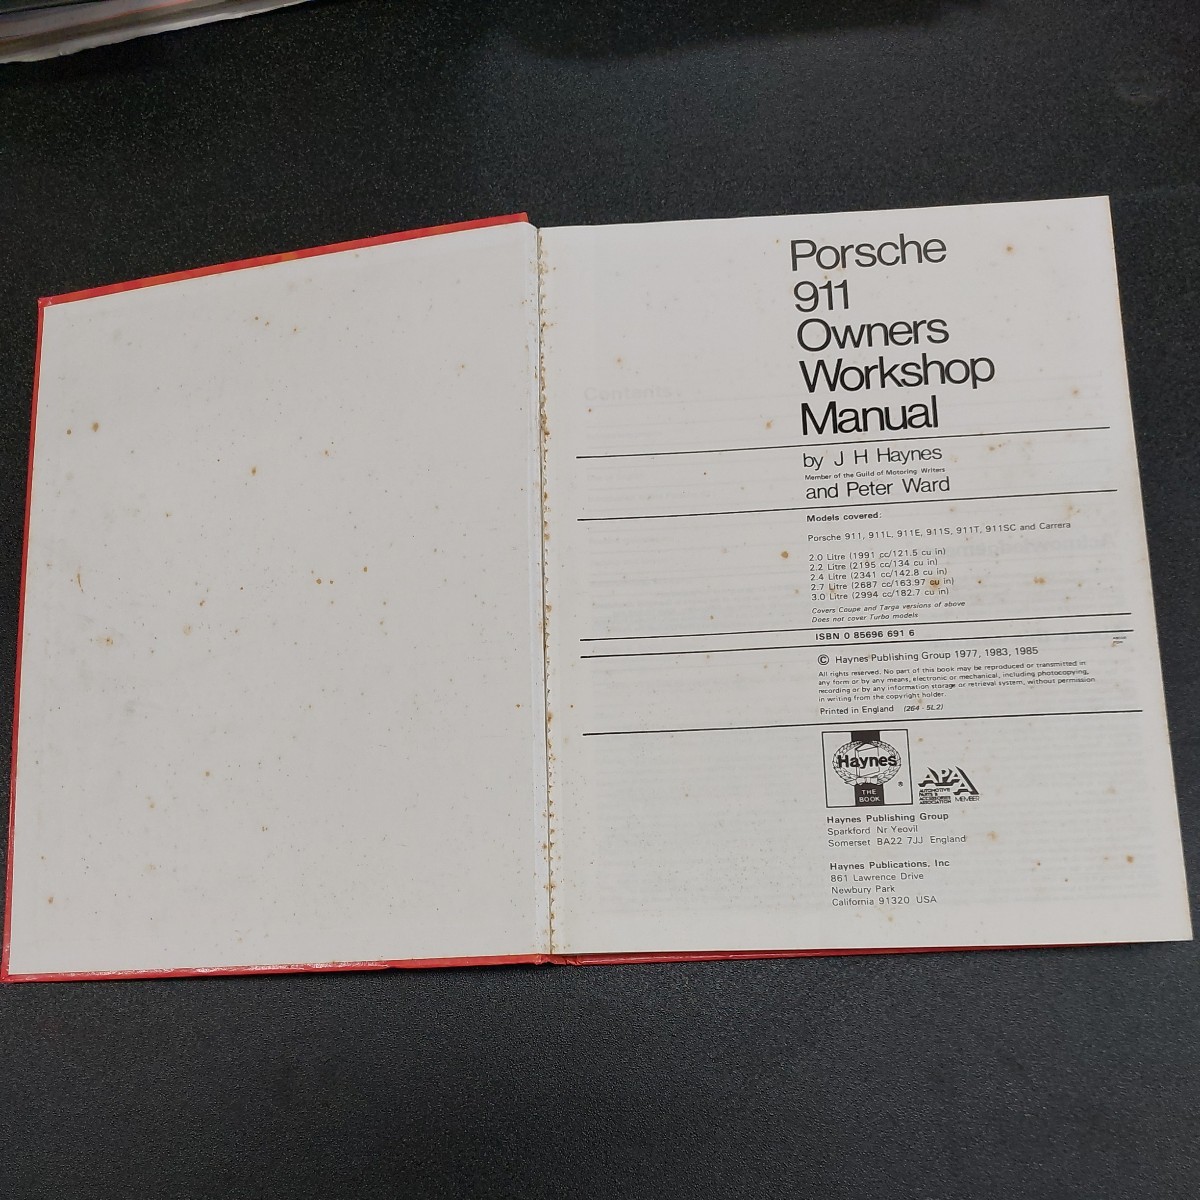 Porsche
911
Owners
Workshop
Manual
by J H Haynes
Member of the Guild of Motoring Writers
and Peter Ward
Models covered:
Porsche 911, 911L, 911E, 911S, 911T, 911SC and Carrera
2.0 Litre (1991 cc/121.5 cu in)
2.2 Litre (2195 cc/134 cu in)
2.4 Litre (2341 cc/142.8 cu in)
2.7 Litre (2687 cc/163.97 cu in)
3.0 Litre (2994 cc/182.7 cu in)
Covers Coupe and Targa versions of above
Does not cover Turbo models
ISBN 0 85696 691 6
© Haynes Publishing Group 1977, 1983, 1985
All rights reserved. No part of this book may be reproduced or transmitted in
any form or by any means, electronic or mechanical, including photocopying,
recording or by any information storage or retrieval system, without permission
in writing from the copyright holder.
Printed in England (264 - 5L2)
Haynes®
THE
BOOK
APAA
AUTOMOTIVE
PARTS &
ACCESSORIES
ASSOCIATION MEMBER
Haynes Publishing Group
Sparkford Nr Yeovil
Somerset BA22 7JJ England
Haynes Publications, Inc
861 Lawrence Drive
Newbury Park
California 91320 USA